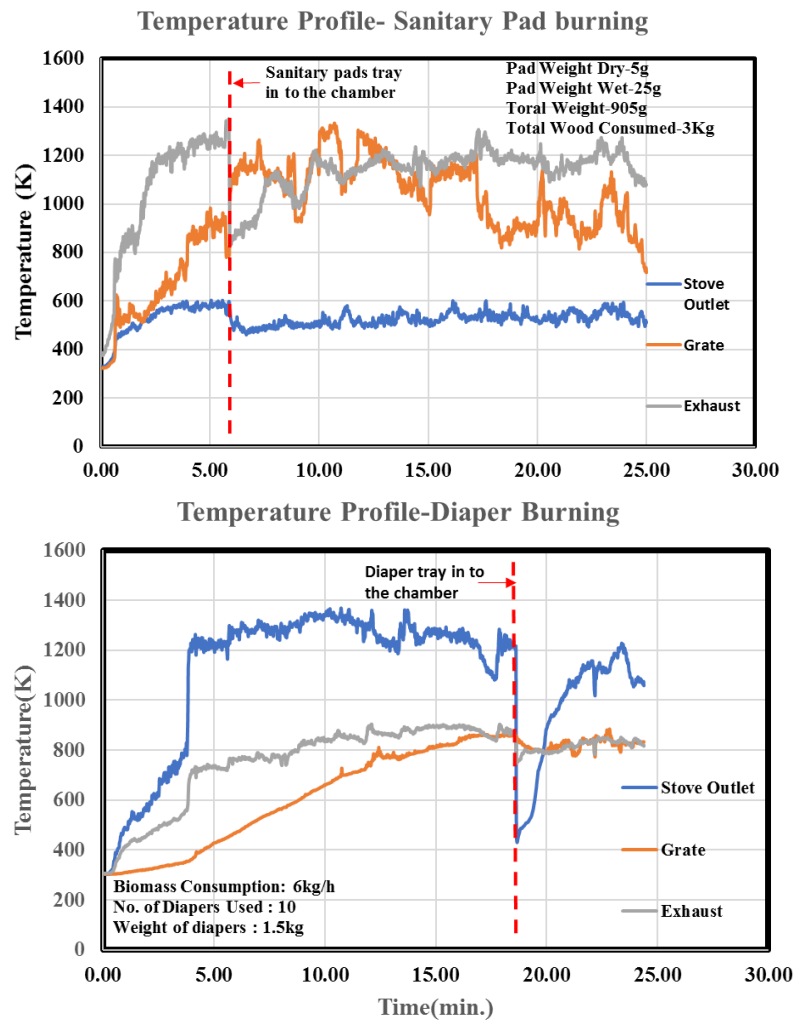 Temperature Profile- Sanitary Pad burning
1600
1400
1200
1000
800
600
400
200
0
Temperature (K)
Sanitary pads tray
in to the chamber
Pad Weight Dry-5g
Pad Weight Wet-25g
Toral Weight-905g
Total Wood Consumed-3Kg
Stove
Outlet
Grate
Exhaust
0.00
5.00
10.00
15.00
20.00
25.00
30.00
Temperature Profile-Diaper Burning
1600
1400
1200
1000
800
600
400
200
0
Temperature(K)
Diaper tray in to
the chamber
Stove Outlet
Grate
Exhaust
Biomass Consumption: 6kg/h
No. of Diapers Used : 10
Weight of diapers : 1.5kg
0.00
5.00
10.00
15.00
20.00
25.00
30.00
Time(min.)